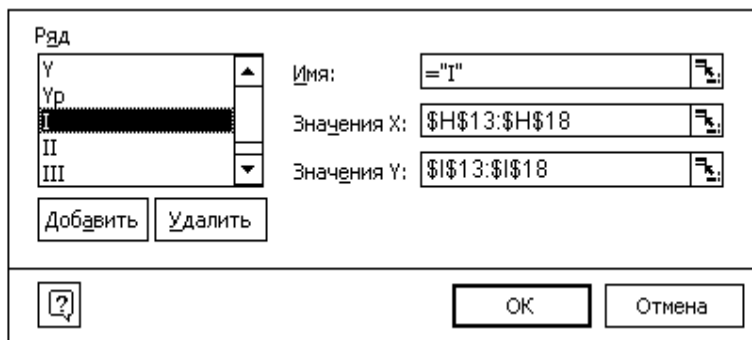 Ряд
Y
Yp
I
II
III
Имя:
="I"
Значения X:
$H$13:$H$18
Значения Y:
$I$13:$I$18
Добавить
Удалить
?
ОК
Отмена